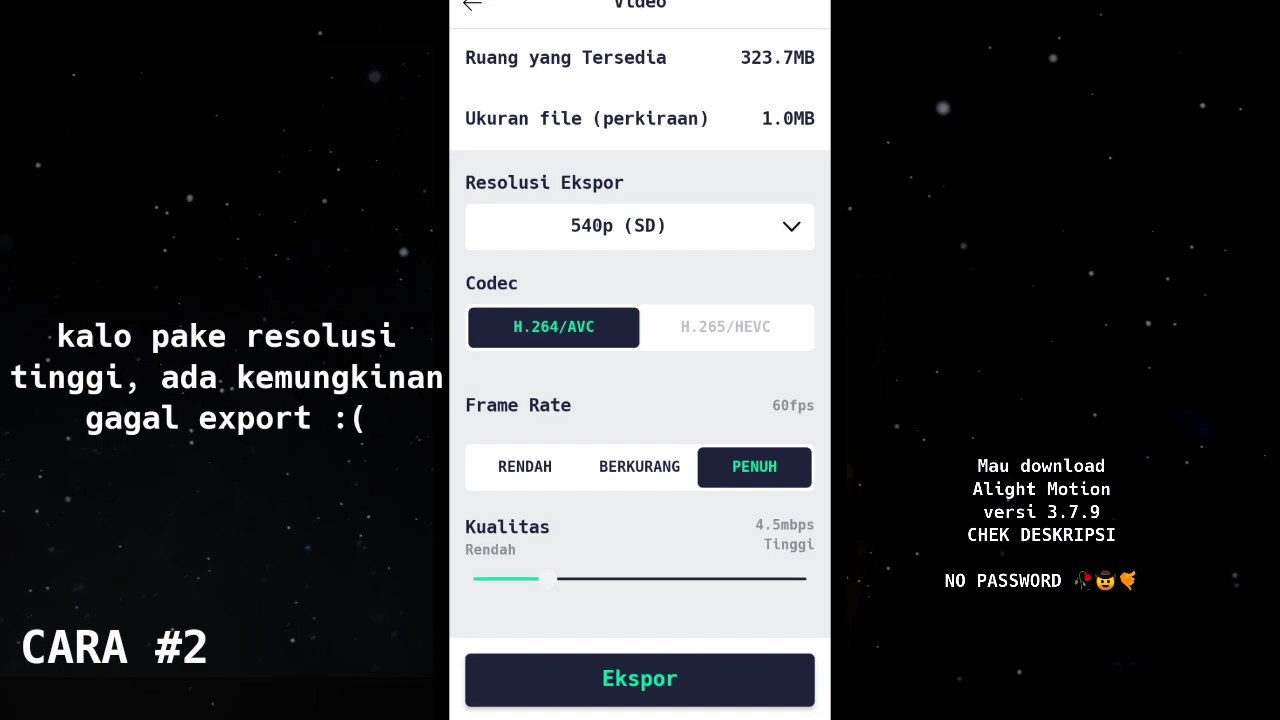 Video
Ruang yang Tersedia 323.7MB
Ukuran file (perkiraan) 1.0MB
Resolusi Ekspor
540p (SD)
Codec
H.264/AVC H.265/HEVC
Frame Rate 60fps
RENDAH BERKURANG PENUH
Kualitas 4.5mbps
Rendah Tinggi
Ekspor
kalo pake resolusi
tinggi, ada kemungkinan
gagal export :(
CARA #2
Mau download
Alight Motion
versi 3.7.9
CHEK DESKRIPSI
NO PASSWORD 🥀🤠🫰